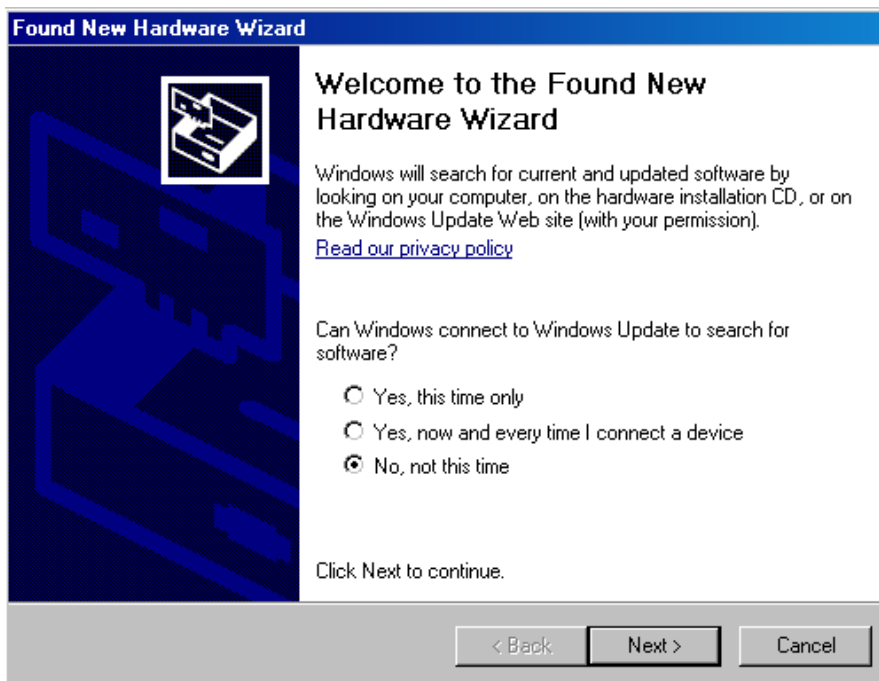 Found New Hardware Wizard
Welcome to the Found New
Hardware Wizard
Windows will search for current and updated software by
looking on your computer, on the hardware installation CD, or on
the Windows Update Web site (with your permission).
Read our privacy policy
Can Windows connect to Windows Update to search for
software?
Yes, this time only
Yes, now and every time I connect a device
No, not this time
Click Next to continue.
< Back Next > Cancel